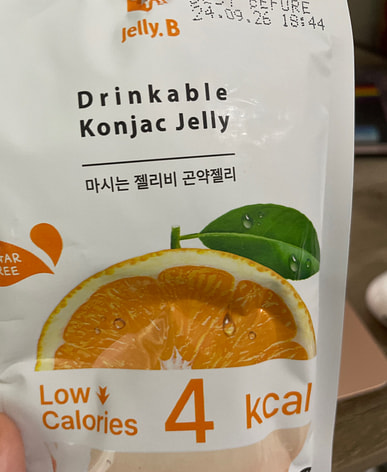 jelly.B
BEFORE
24.09.26 18:44
Drinkable
Konjac Jelly
마시는 젤리비 곤약젤리
Low
Calories
4 kcal